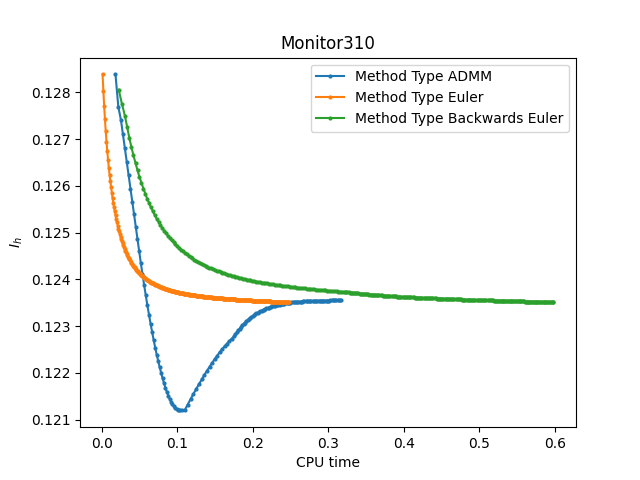 Monitor310
Method Type ADMM
Method Type Euler
Method Type Backwards Euler
0.128
0.127
0.126
0.125
0.124
0.123
0.122
0.121
I_h
0.0 0.1 0.2 0.3 0.4 0.5 0.6
CPU time